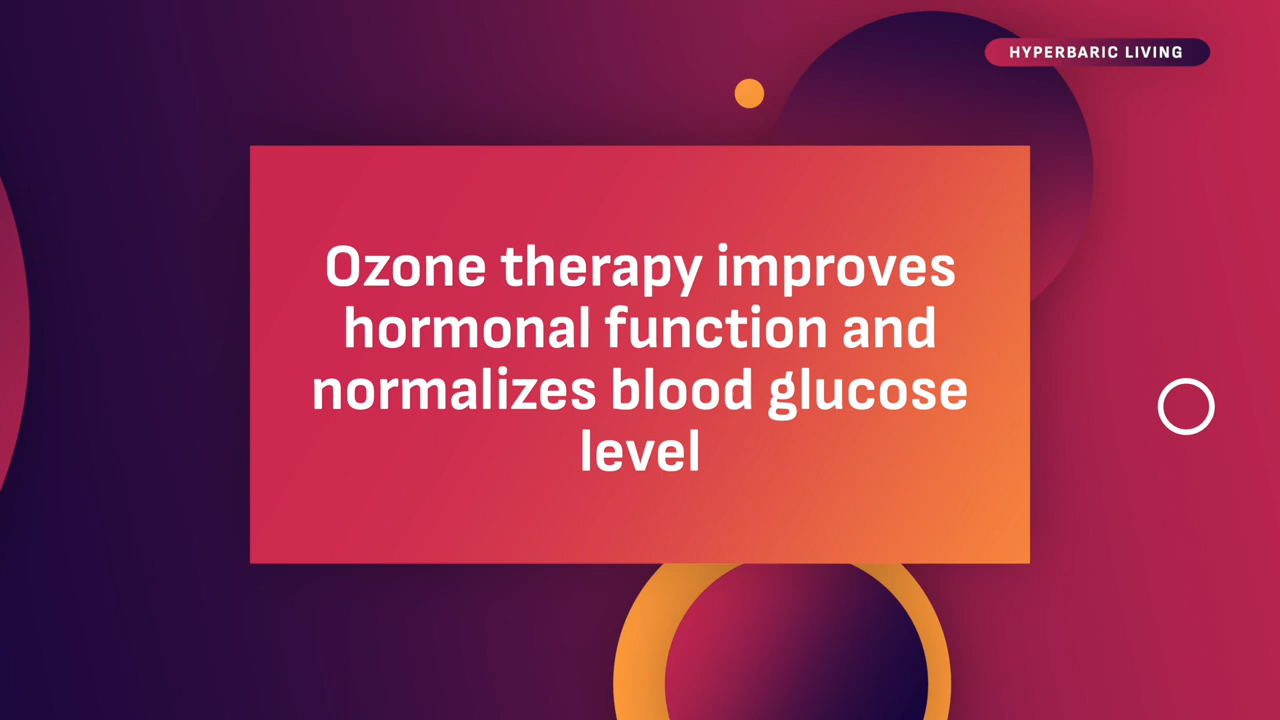 HYPERBARIC LIVING
Ozone therapy improves
hormonal function and
normalizes blood glucose
level